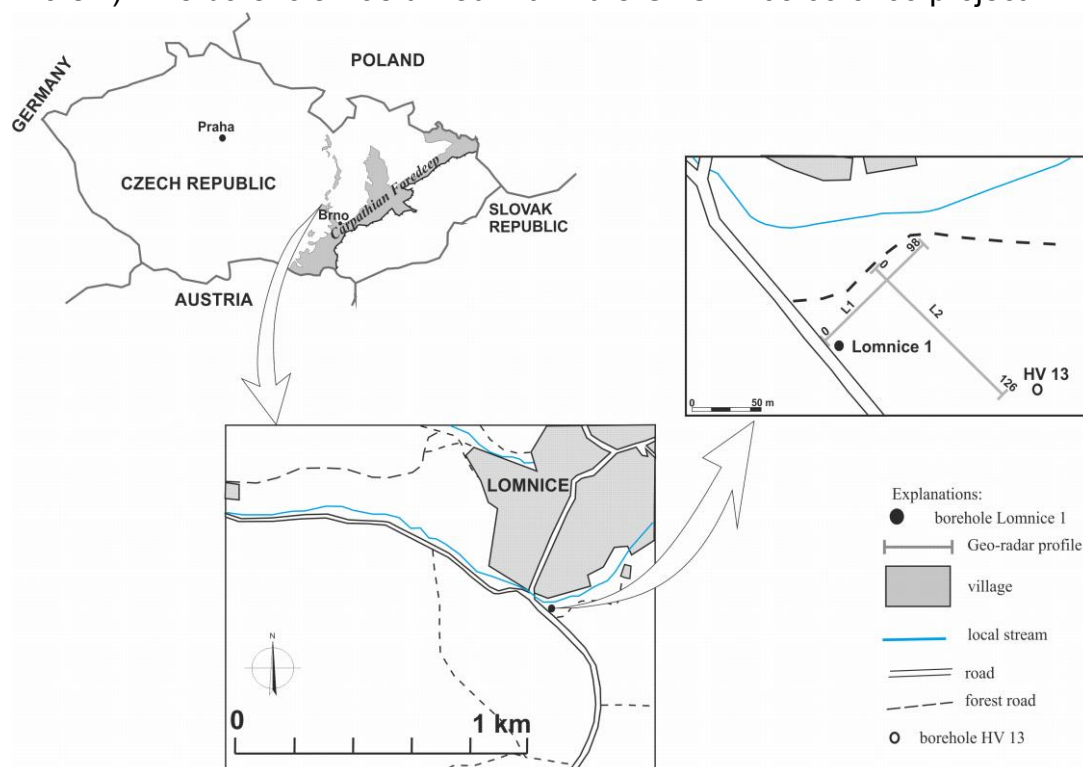 GERMANY
POLAND
Praha
CZECH REPUBLIC
Carpathian Foredeep
Brno
SLOVAK
REPUBLIC
AUSTRIA
98
0
L1
L2
0
Lomnice 1
126
HV 13
0 50 m
LOMNICE
N
0 1 km
Explanations:
borehole Lomnice 1
Geo-radar profile
village
local stream
road
forest road
borehole HV 13